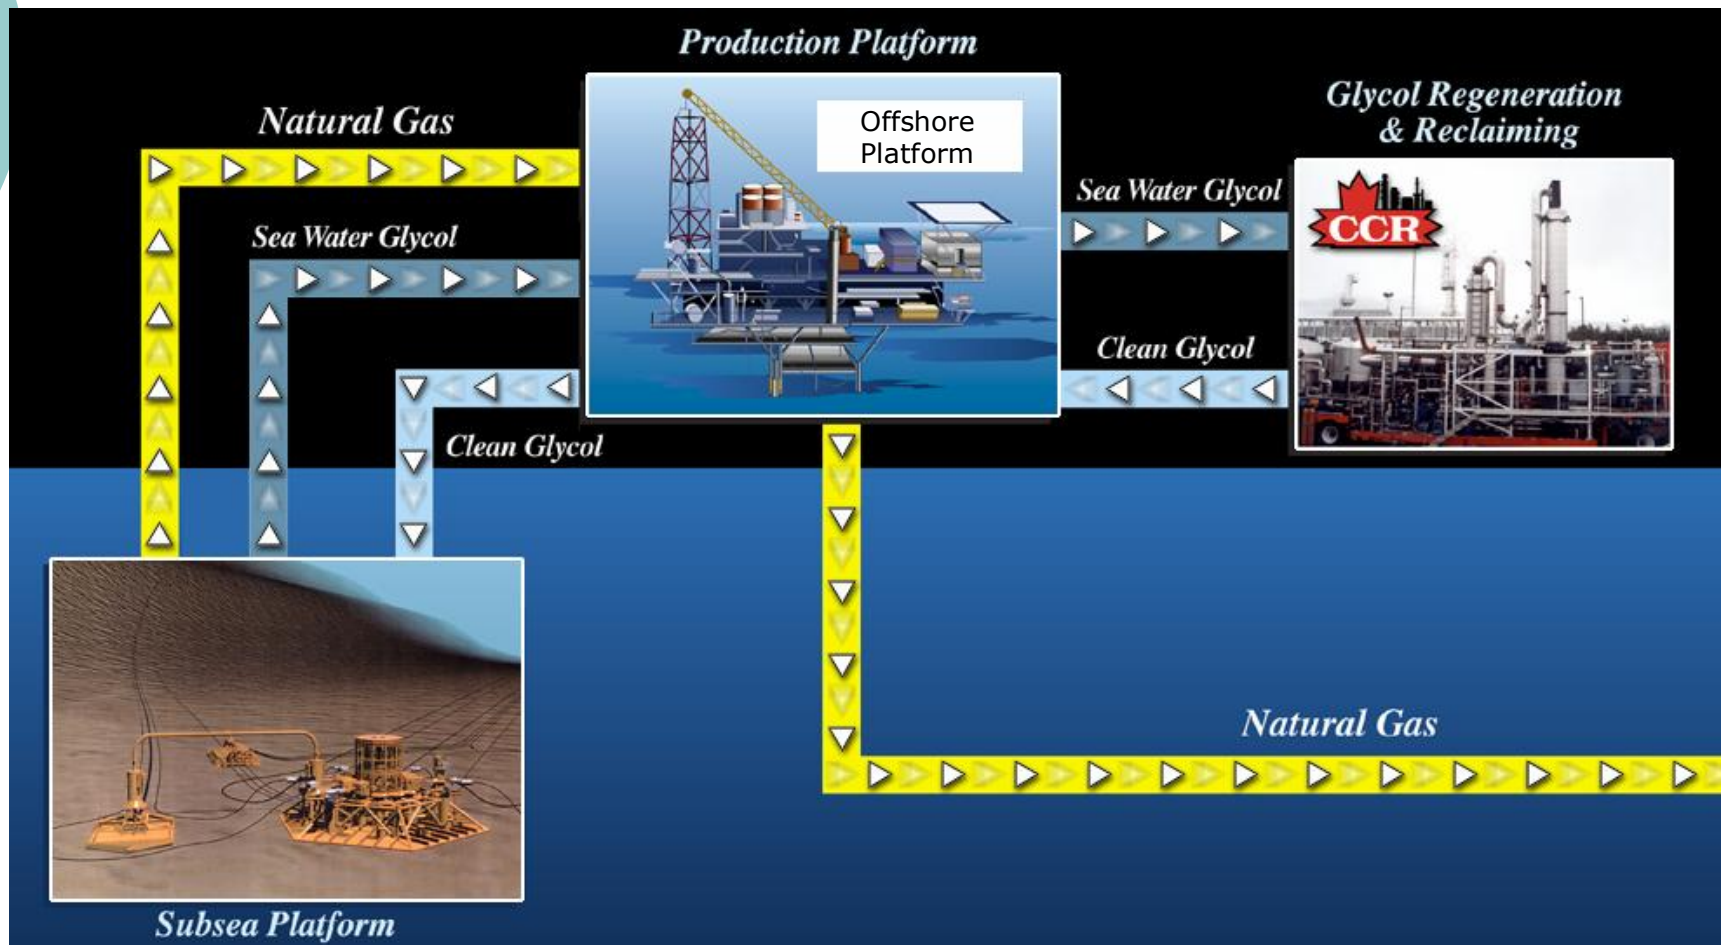 Production Platform
Offshore
Platform
Glycol Regeneration
& Reclaiming
Natural Gas
Sea Water Glycol
Sea Water Glycol
CCR
Clean Glycol
Clean Glycol
Natural Gas
Subsea Platform